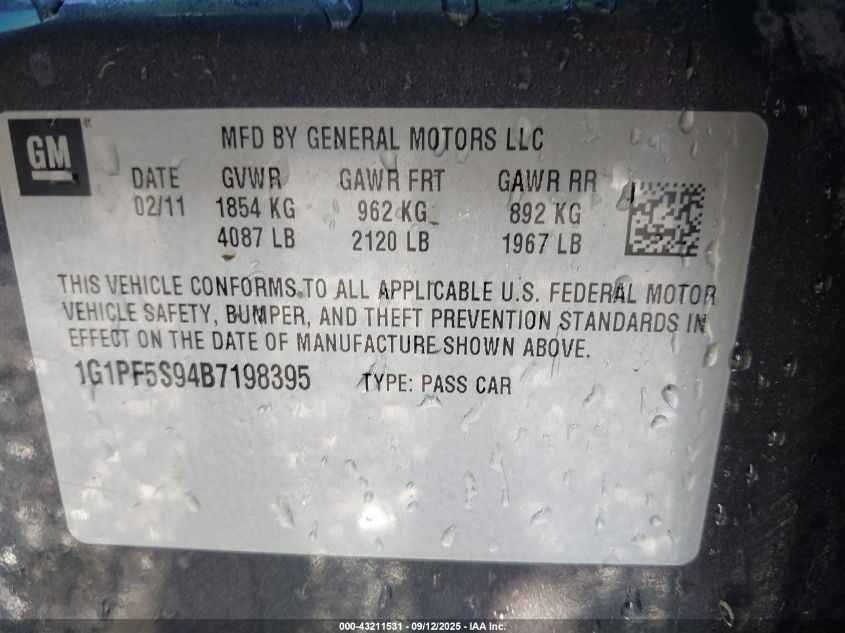 GM ®
MFD BY GENERAL MOTORS LLC
DATE GVWR GAWR FRT GAWR RR
02/11 1854 KG 962 KG 892 KG
4087 LB 2120 LB 1967 LB
THIS VEHICLE CONFORMS TO ALL APPLICABLE U.S. FEDERAL MOTOR
VEHICLE SAFETY, BUMPER, AND THEFT PREVENTION STANDARDS IN
EFFECT ON THE DATE OF MANUFACTURE SHOWN ABOVE.
1G1PF5S94B7198395 TYPE: PASS CAR
000-43211531 - 09/12/2025 - IAA Inc.